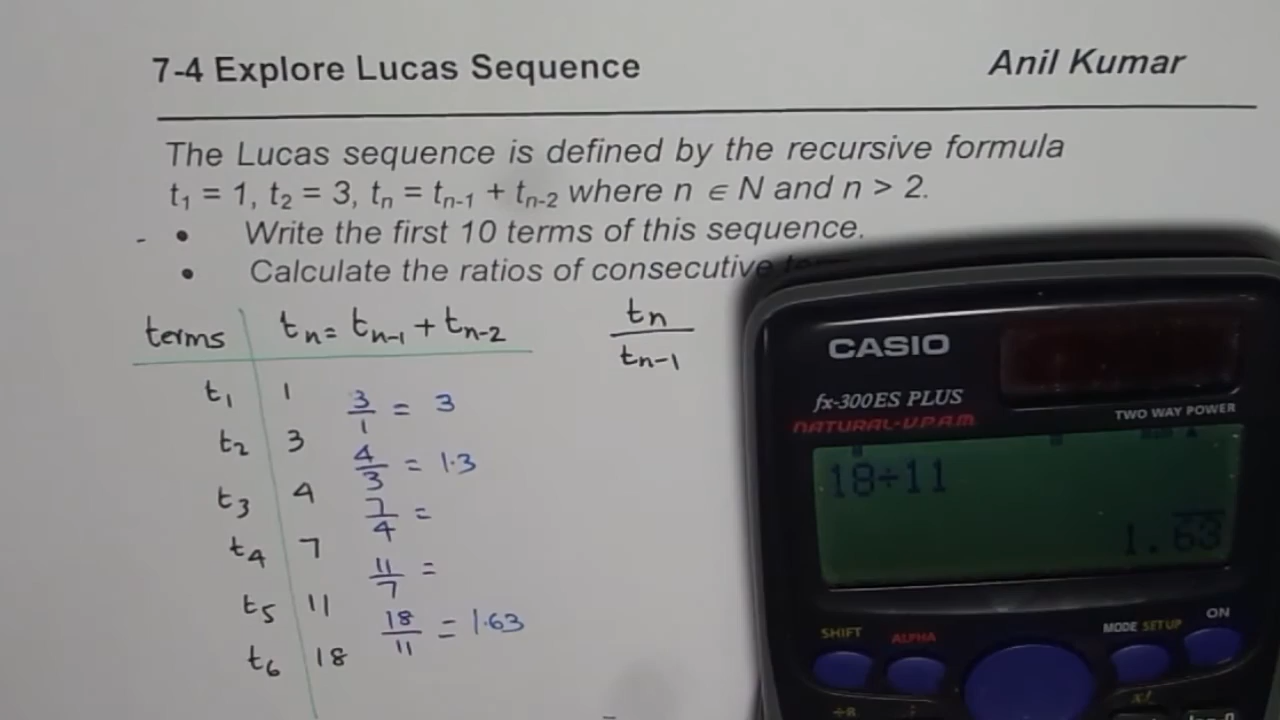 7-4 Explore Lucas Sequence Anil Kumar
The Lucas sequence is defined by the recursive formula
t₁ = 1, t₂ = 3, tₙ = tₙ₋₁ + tₙ₋₂ where n ∈ N and n > 2.
- • Write the first 10 terms of this sequence.
• Calculate the ratios of consecutive
terms tₙ = tₙ₋₁ + tₙ₋₂ tₙ/tₙ₋₁
t₁ 1 3/1 = 3
t₂ 3 4/3 = 1.3
t₃ 4 7/4 =
t₄ 7 11/7 =
t₅ 11 18/11 = 1.63
t₆ 18
CASIO
fx-300ES PLUS
TWO WAY POWER
NATURAL-V.P.A.M.
18÷11
1.6̅3̅
SHIFT ALPHA MODE SETUP ON
x!